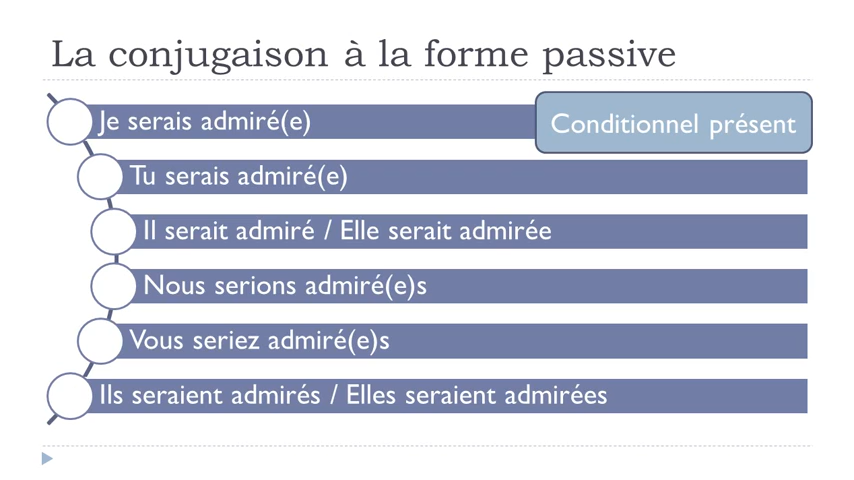 La conjugaison à la forme passive
Je serais admiré(e)
Conditionnel présent
Tu serais admiré(e)
Il serait admiré / Elle serait admirée
Nous serions admiré(e)s
Vous seriez admiré(e)s
Ils seraient admirés / Elles seraient admirées